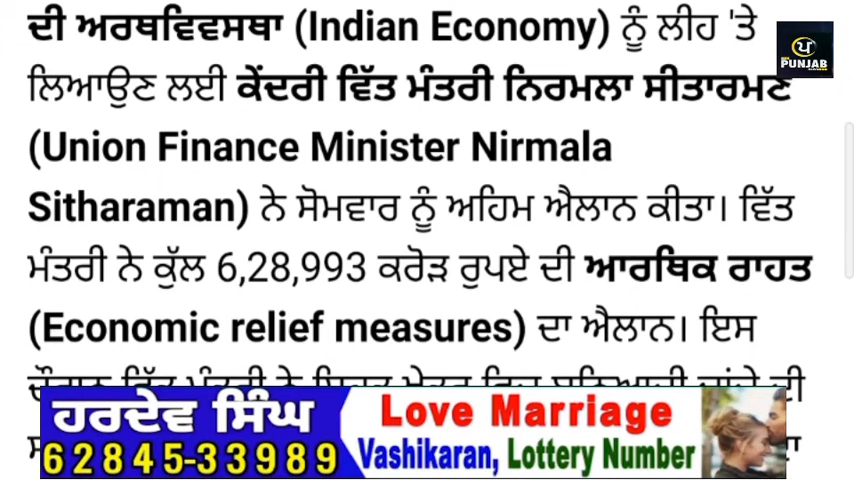 ਦੀ ਅਰਥਵਿਵਸਥਾ (Indian Economy) ਨੂੰ ਲੀਹ 'ਤੇ
ਪ
PUNJAB
ਲਿਆਉਣ ਲਈ ਕੇਂਦਰੀ ਵਿੱਤ ਮੰਤਰੀ ਨਿਰਮਲਾ ਸੀਤਾਰਮਣ
(Union Finance Minister Nirmala
Sitharaman) ਨੇ ਸੋਮਵਾਰ ਨੂੰ ਅਹਿਮ ਐਲਾਨ ਕੀਤਾ। ਵਿੱਤ
ਮੰਤਰੀ ਨੇ ਕੁੱਲ 6,28,993 ਕਰੋੜ ਰੁਪਏ ਦੀ ਆਰਥਿਕ ਰਾਹਤ
(Economic relief measures) ਦਾ ਐਲਾਨ। ਇਸ
ਹਰਦੇਵ ਸਿੰਘ
62845-33989
Love Marriage
Vashikaran, Lottery Number